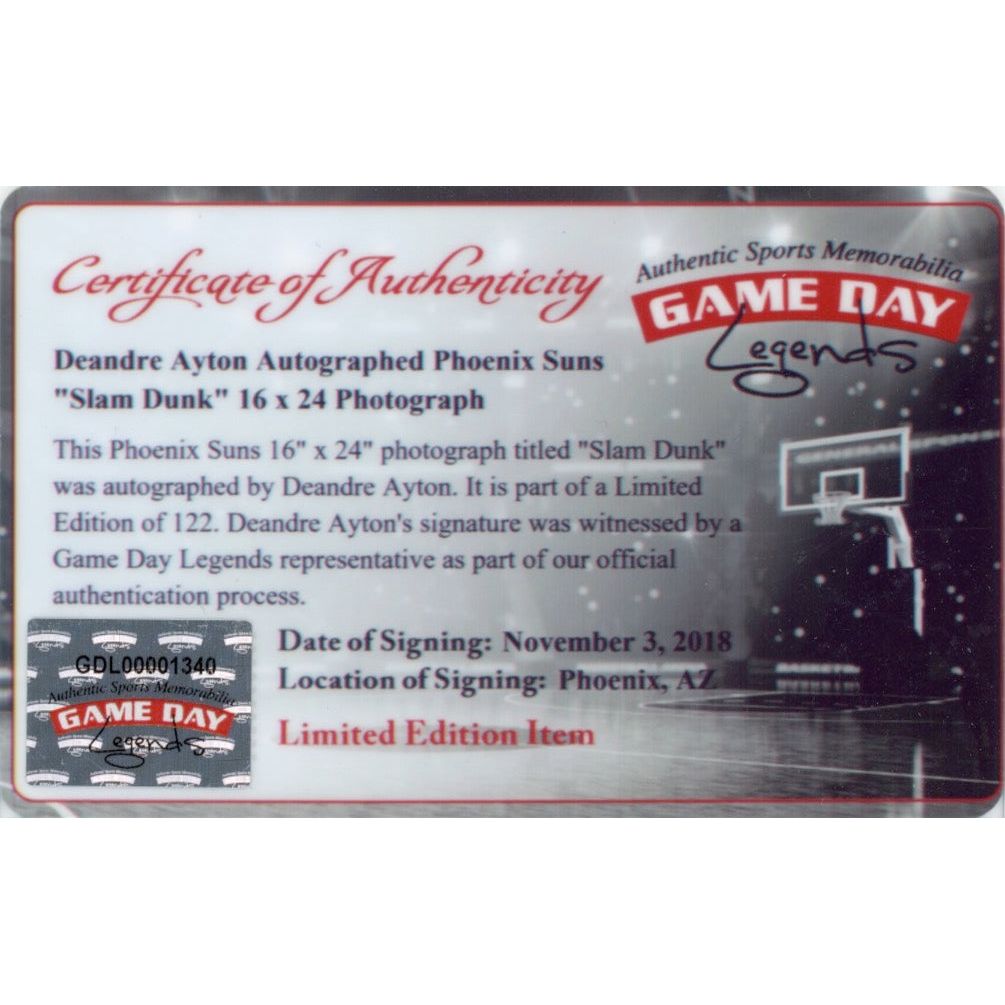 Certificate of Authenticity
Authentic Sports Memorabilia
GAME DAY
Legends
Deandre Ayton Autographed Phoenix Suns
"Slam Dunk" 16 x 24 Photograph
This Phoenix Suns 16" x 24" photograph titled "Slam Dunk"
was autographed by Deandre Ayton. It is part of a Limited
Edition of 122. Deandre Ayton's signature was witnessed by a
Game Day Legends representative as part of our official
authentication process.
GDL00001340
Authentic Sports Memorabilia
GAME DAY
Legends
Date of Signing: November 3, 2018
Location of Signing: Phoenix, AZ
Limited Edition Item